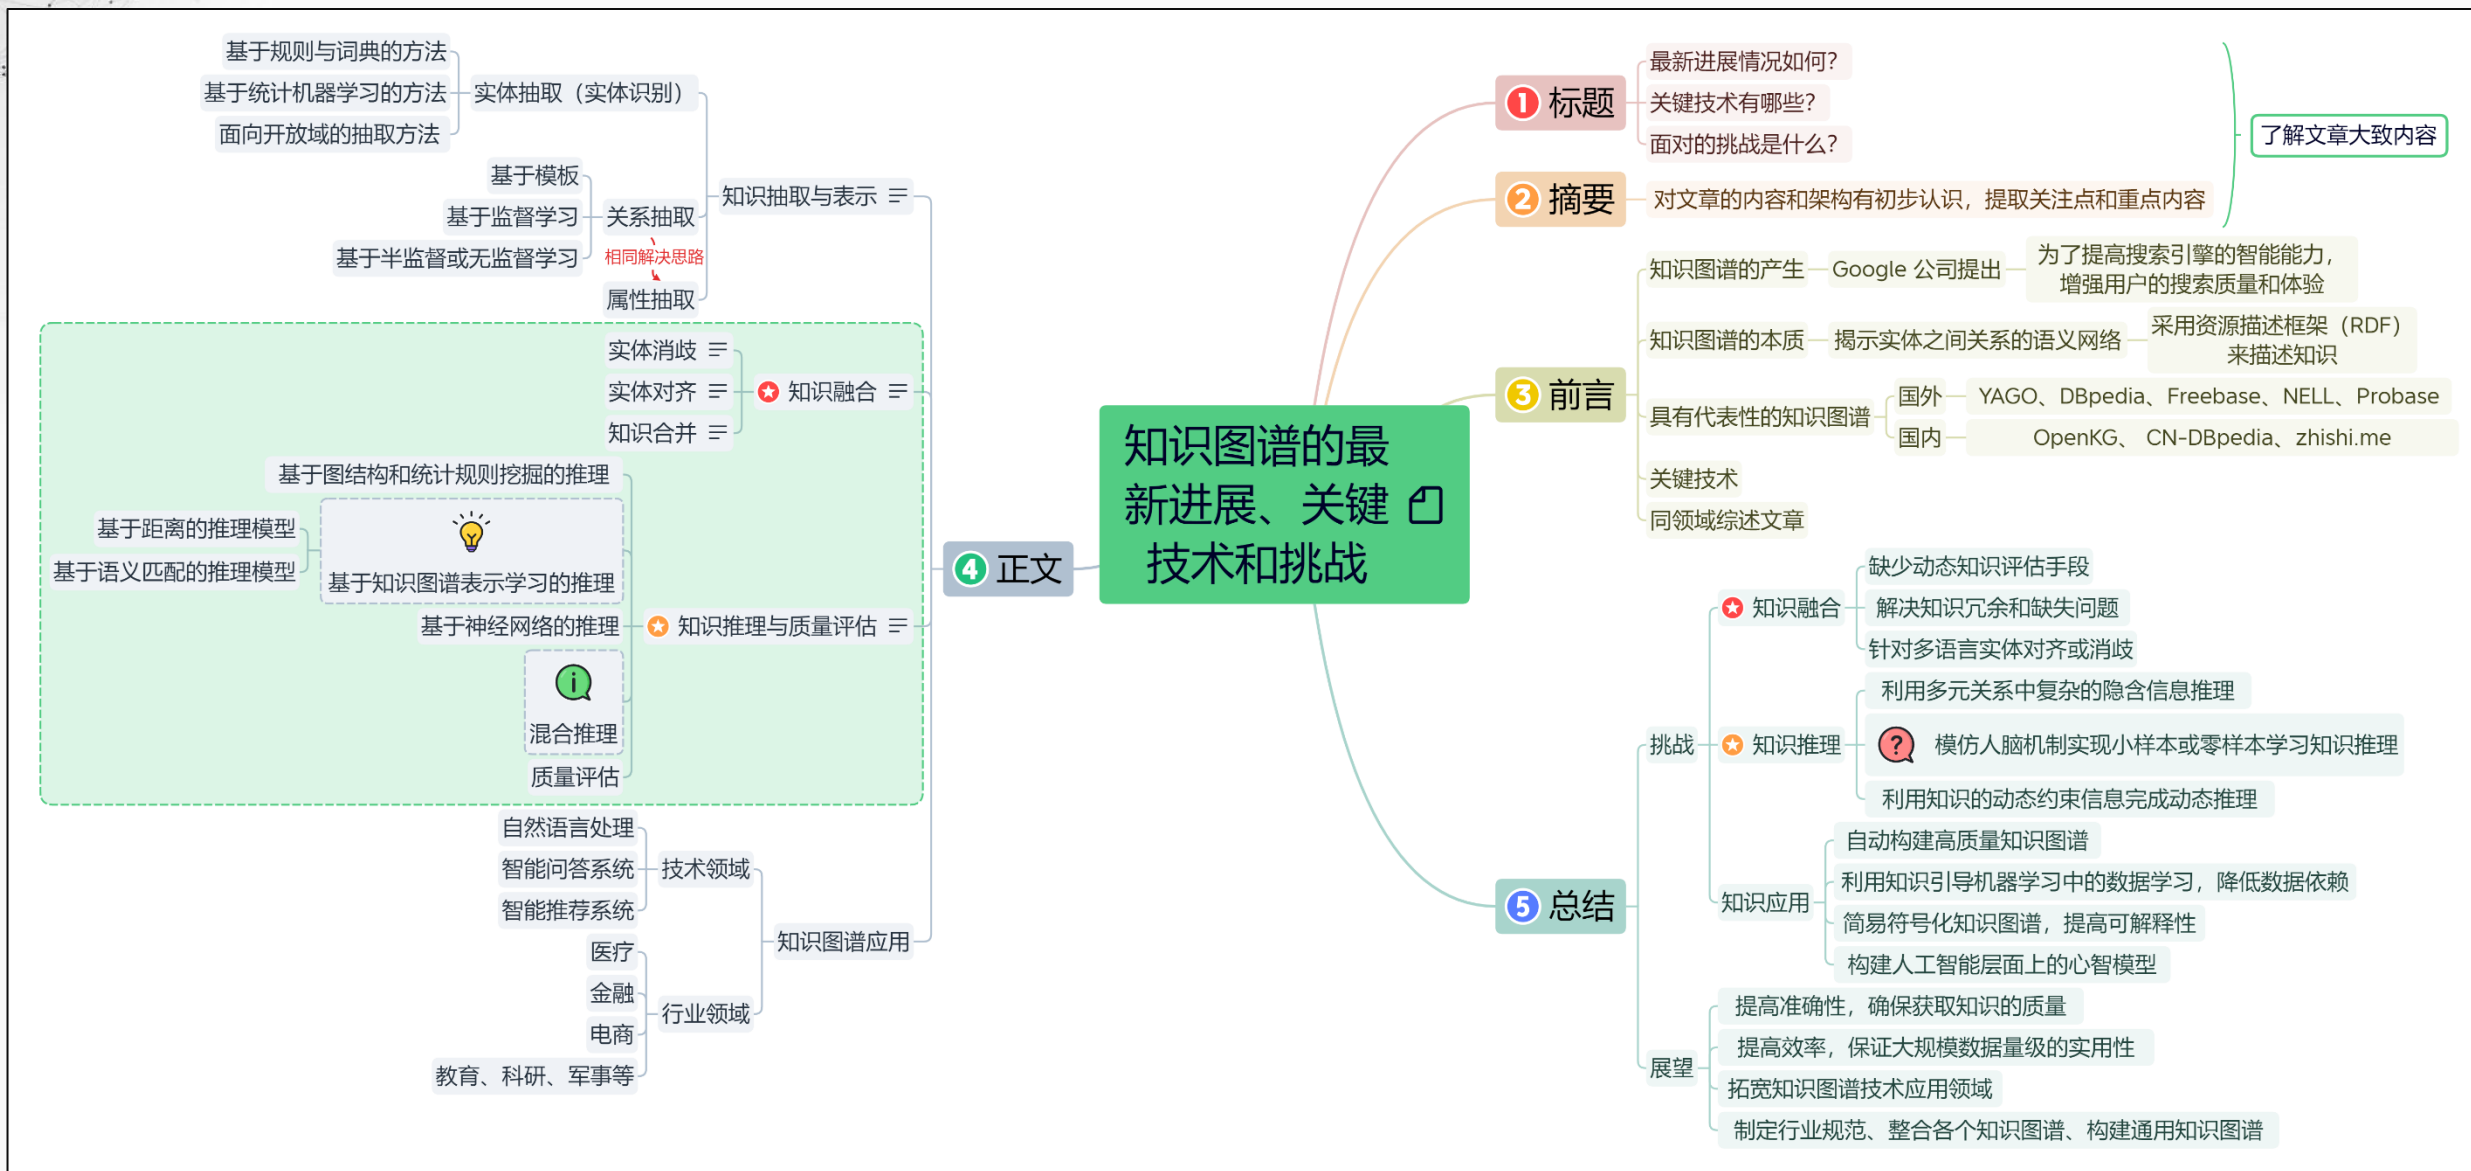 知识图谱的最
新进展、关键
技术和挑战
1 标题
最新进展情况如何?
关键技术有哪些?
面对的挑战是什么?
2 摘要
对文章的内容和架构有初步认识，提取关注点和重点内容
了解文章大致内容
3 前言
知识图谱的产生
Google 公司提出
为了提高搜索引擎的智能能力，
增强用户的搜索质量和体验
知识图谱的本质
揭示实体之间关系的语义网络
采用资源描述框架（RDF）
来描述知识
具有代表性的知识图谱
国外
YAGO、DBpedia、Freebase、NELL、Probase
国内
OpenKG、 CN-DBpedia、zhishi.me
关键技术
同领域综述文章
4 正文
知识抽取与表示
实体抽取（实体识别）
基于规则与词典的方法
基于统计机器学习的方法
面向开放域的抽取方法
关系抽取
基于模板
基于监督学习
基于半监督或无监督学习
相同解决思路
属性抽取
知识融合
实体消歧
实体对齐
知识合并
知识推理与质量评估
基于图结构和统计规则挖掘的推理
基于知识图谱表示学习的推理
基于距离的推理模型
基于语义匹配的推理模型
基于神经网络的推理
混合推理
质量评估
知识图谱应用
技术领域
自然语言处理
智能问答系统
智能推荐系统
行业领域
医疗
金融
电商
教育、科研、军事等
5 总结
挑战
知识融合
缺少动态知识评估手段
解决知识冗余和缺失问题
针对多语言实体对齐或消歧
知识推理
利用多元关系中复杂的隐含信息推理
模仿人脑机制实现小样本或零样本学习知识推理
利用知识的动态约束信息完成动态推理
知识应用
自动构建高质量知识图谱
利用知识引导机器学习中的数据学习，降低数据依赖
简易符号化知识图谱，提高可解释性
构建人工智能层面上的心智模型
展望
提高准确性，确保获取知识的质量
提高效率，保证大规模数据量级的实用性
拓宽知识图谱技术应用领域
制定行业规范、整合各个知识图谱、构建通用知识图谱